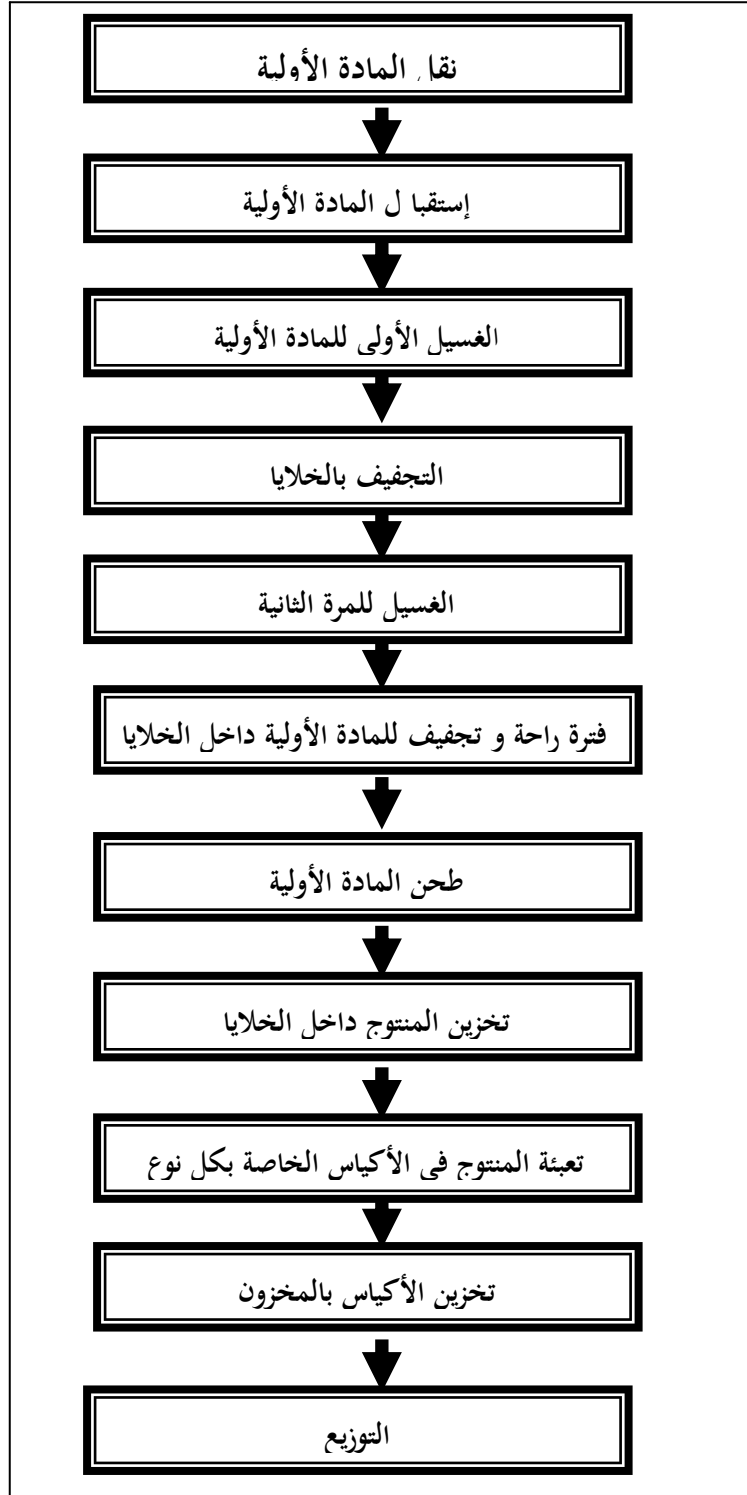 نقل المادة الأولية
إستقبا ل المادة الأولية
الغسيل الأولى للمادة الأولية
التجفيف بالخلايا
الغسيل للمرة الثانية
فترة راحة و تجفيف للمادة الأولية داخل الخلايا
طحن المادة الأولية
تخزين المنتوج داخل الخلايا
تعبئة المنتوج فى الأكياس الخاصة بكل نوع
تخزين الأكياس بالمخزون
التوزيع